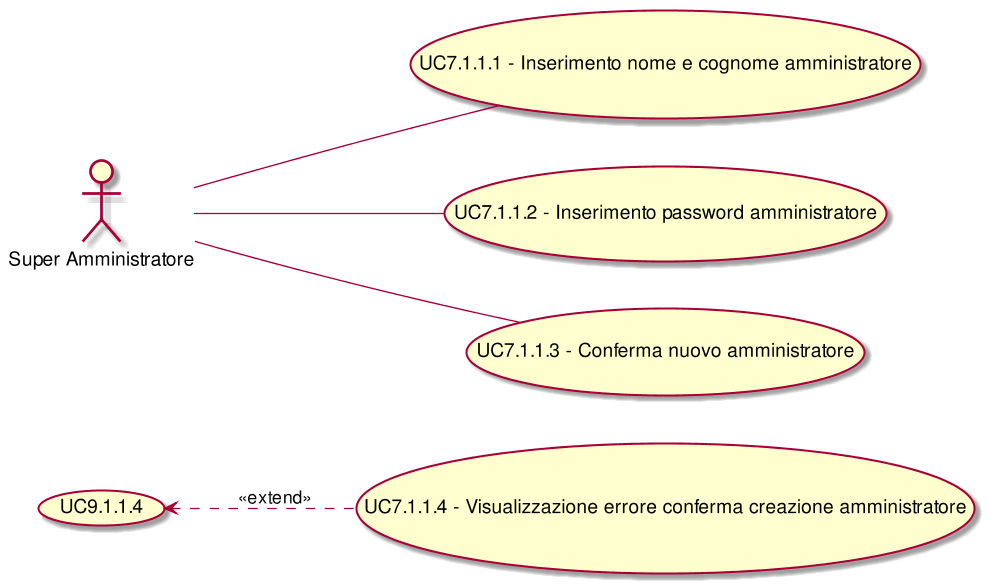 UC7.1.1.1 - Inserimento nome e cognome amministratore
UC7.1.1.2 - Inserimento password amministratore
Super Amministratore
UC7.1.1.3 - Conferma nuovo amministratore
UC9.1.1.4
«extend»
UC7.1.1.4 - Visualizzazione errore conferma creazione amministratore